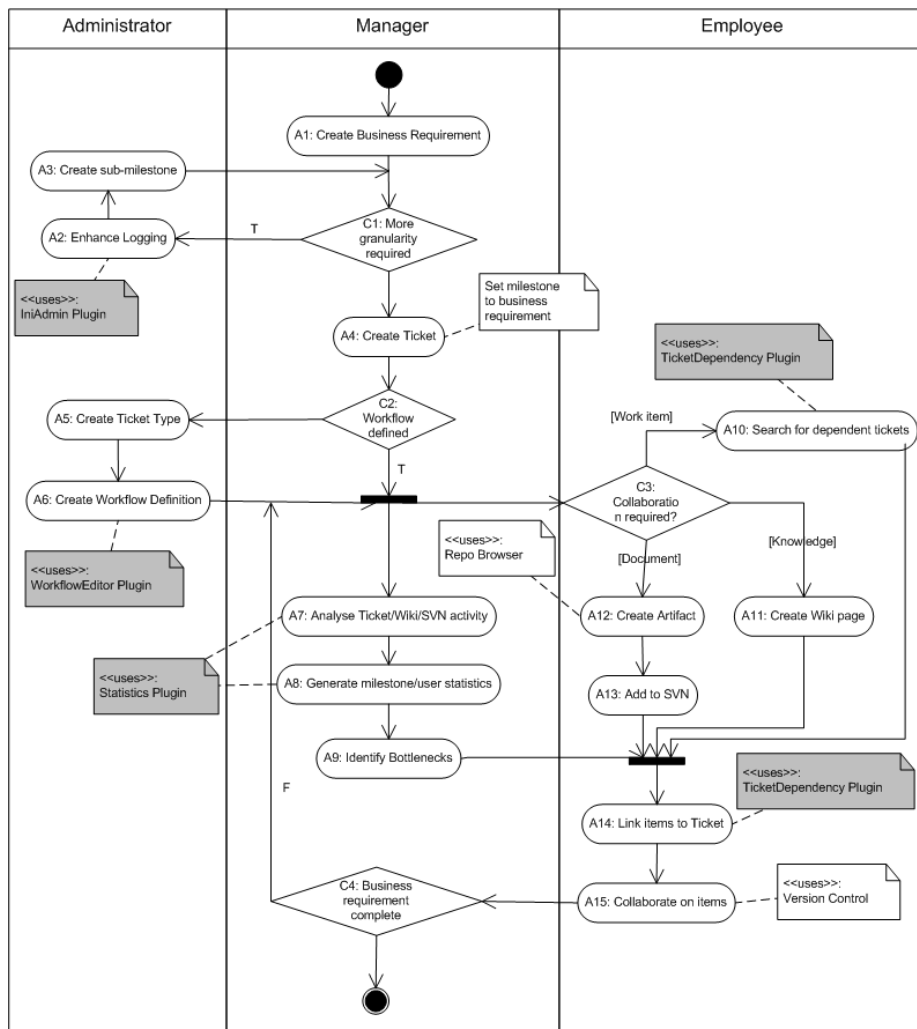 Administrator
Manager
Employee
A1: Create Business Requirement
A3: Create sub-milestone
A2: Enhance Logging
T
C1: More
granularity
required
<<uses>>:
IniAdmin Plugin
Set milestone
to business
requirement
A4: Create Ticket
<<uses>>:
TicketDependency Plugin
A5: Create Ticket Type
C2:
Workflow
defined
[Work item]
A10: Search for dependent tickets
T
A6: Create Workflow Definition
C3:
Collaboratio
n required?
<<uses>>:
Repo Browser
[Document]
[Knowledge]
<<uses>>:
WorkflowEditor Plugin
A7: Analyse Ticket/Wiki/SVN activity
A12: Create Artifact
A11: Create Wiki page
<<uses>>:
Statistics Plugin
A8: Generate milestone/user statistics
A13: Add to SVN
A9: Identify Bottlenecks
F
<<uses>>:
TicketDependency Plugin
A14: Link items to Ticket
C4: Business
requirement
complete
A15: Collaborate on items
<<uses>>:
Version Control